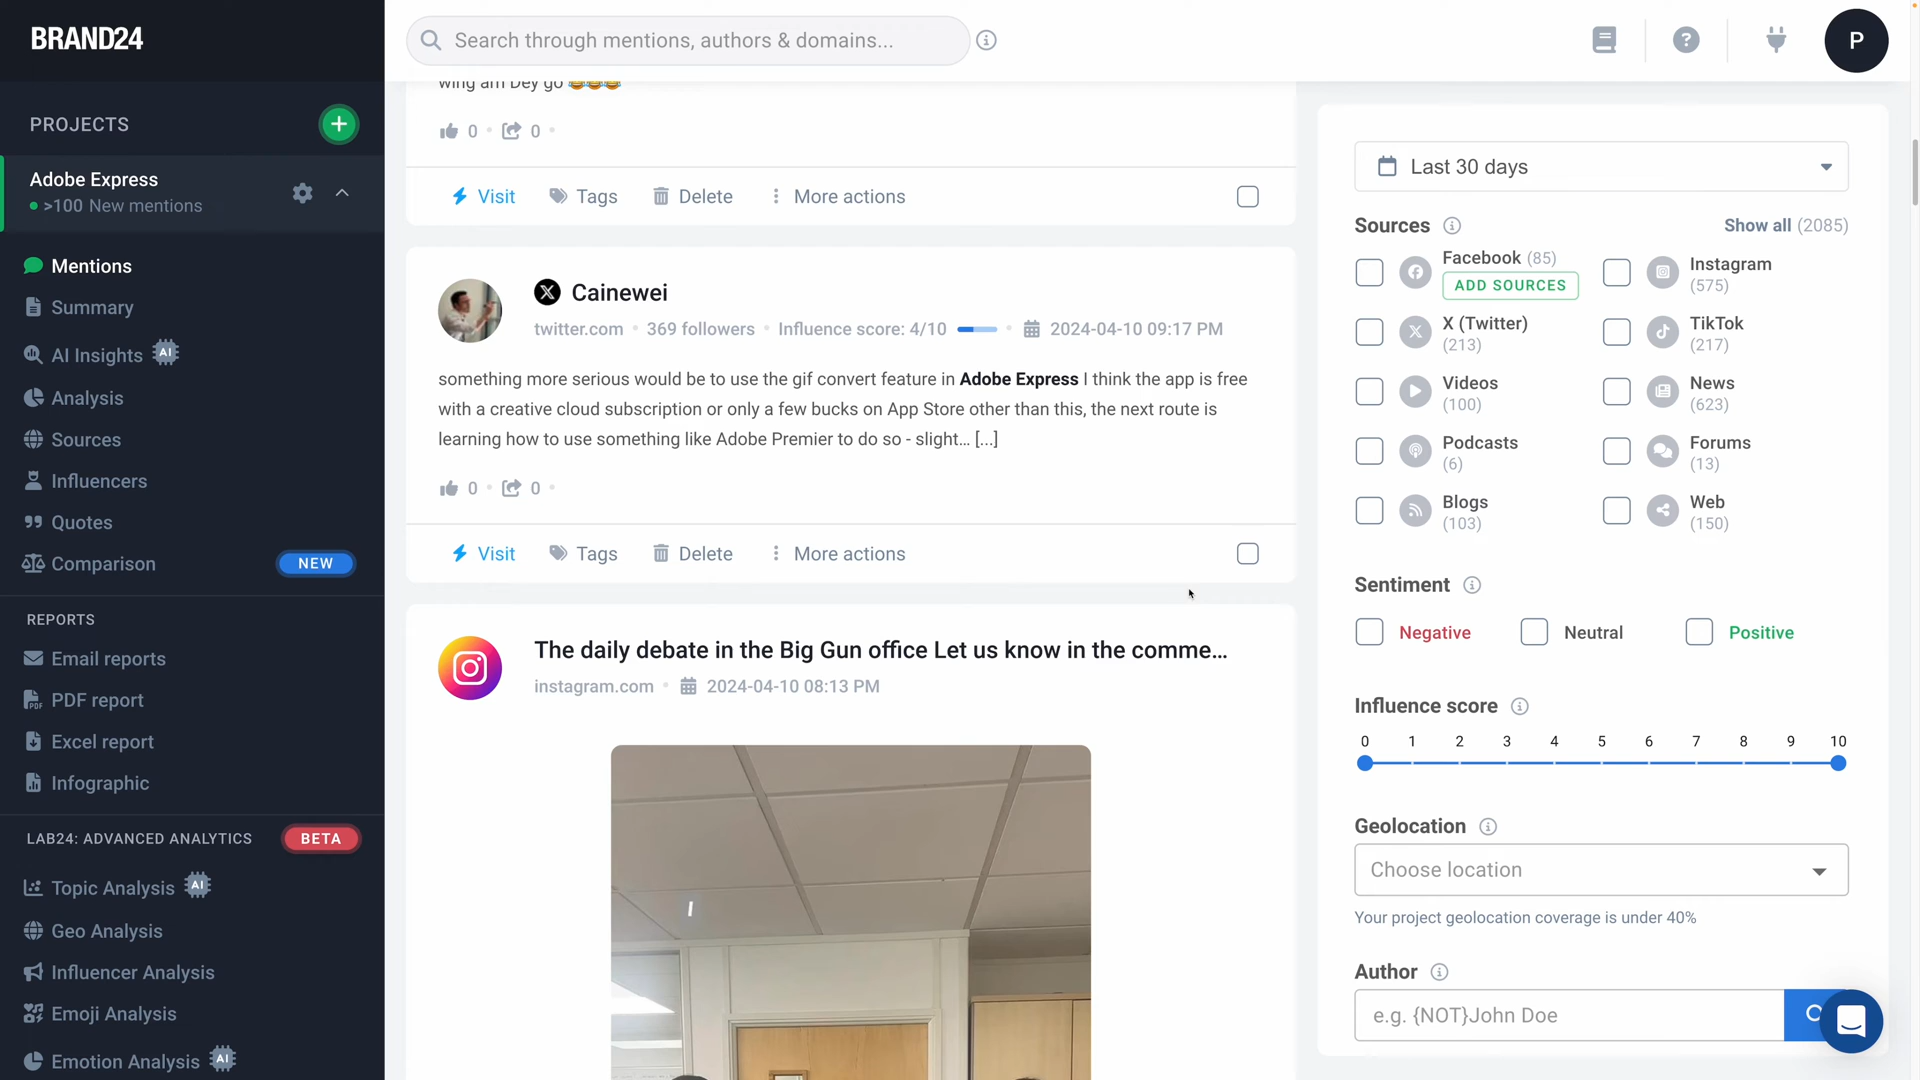 BRAND24
Search through mentions, authors & domains...
P
PROJECTS
Adobe Express
>100 New mentions
Mentions
Summary
AI Insights AI
Analysis
Sources
Influencers
Quotes
Comparison NEW
REPORTS
Email reports
PDF report
Excel report
Infographic
LAB24: ADVANCED ANALYTICS BETA
Topic Analysis AI
Geo Analysis
Influencer Analysis
Emoji Analysis
Emotion Analysis AI
wing am Dey go 😂😂😂
0 • 0 •
Visit Tags Delete More actions
Cainewei
twitter.com • 369 followers • Influence score: 4/10 • 2024-04-10 09:17 PM
something more serious would be to use the gif convert feature in Adobe Express I think the app is free
with a creative cloud subscription or only a few bucks on App Store other than this, the next route is
learning how to use something like Adobe Premier to do so - slight... [...]
0 • 0 •
Visit Tags Delete More actions
The daily debate in the Big Gun office Let us know in the comme...
instagram.com • 2024-04-10 08:13 PM
I
Last 30 days
Sources Show all (2085)
Facebook (85)
ADD SOURCES
Instagram
(575)
X (Twitter)
(213)
TikTok
(217)
Videos
(100)
News
(623)
Podcasts
(6)
Forums
(13)
Blogs
(103)
Web
(150)
Sentiment
Negative Neutral Positive
Influence score
0 1 2 3 4 5 6 7 8 9 10
Geolocation
Choose location
Your project geolocation coverage is under 40%
Author
e.g. {NOT}John Doe